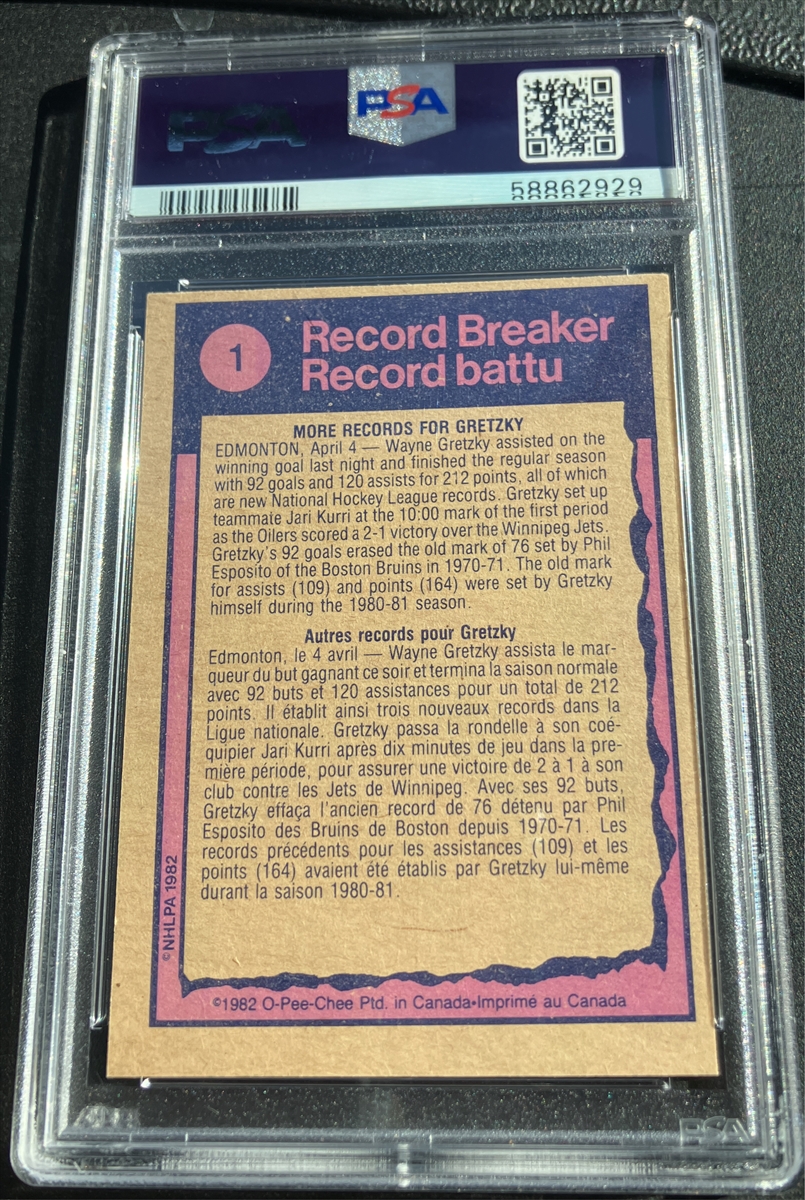 PSA
PSA
58862929
1
Record Breaker
Record battu
MORE RECORDS FOR GRETZKY
EDMONTON, April 4 — Wayne Gretzky assisted on the
winning goal last night and finished the regular season
with 92 goals and 120 assists for 212 points, all of which
are new National Hockey League records. Gretzky set up
teammate Jari Kurri at the 10:00 mark of the first period
as the Oilers scored a 2-1 victory over the Winnipeg Jets.
Gretzky's 92 goals erased the old mark of 76 set by Phil
Esposito of the Boston Bruins in 1970-71. The old mark
for assists (109) and points (164) were set by Gretzky
himself during the 1980-81 season.
Autres records pour Gretzky
Edmonton, le 4 avril — Wayne Gretzky assista le mar-
queur du but gagnant ce soir et termina la saison normale
avec 92 buts et 120 assistances pour un total de 212
points. Il établit ainsi trois nouveaux records dans la
Ligue nationale. Gretzky passa la rondelle à son coé-
quipier Jari Kurri après dix minutes de jeu dans la pre-
mière période, pour assurer une victoire de 2 à 1 à son
club contre les Jets de Winnipeg. Avec ses 92 buts,
Gretzky effaça l'ancien record de 76 détenu par Phil
Esposito des Bruins de Boston depuis 1970-71. Les
records précédents pour les assistances (109) et les
points (164) avaient été établis par Gretzky lui-même
durant la saison 1980-81.
©NHLPA 1982
©1982 O-Pee-Chee Ptd. in Canada•Imprimé au Canada
PSA